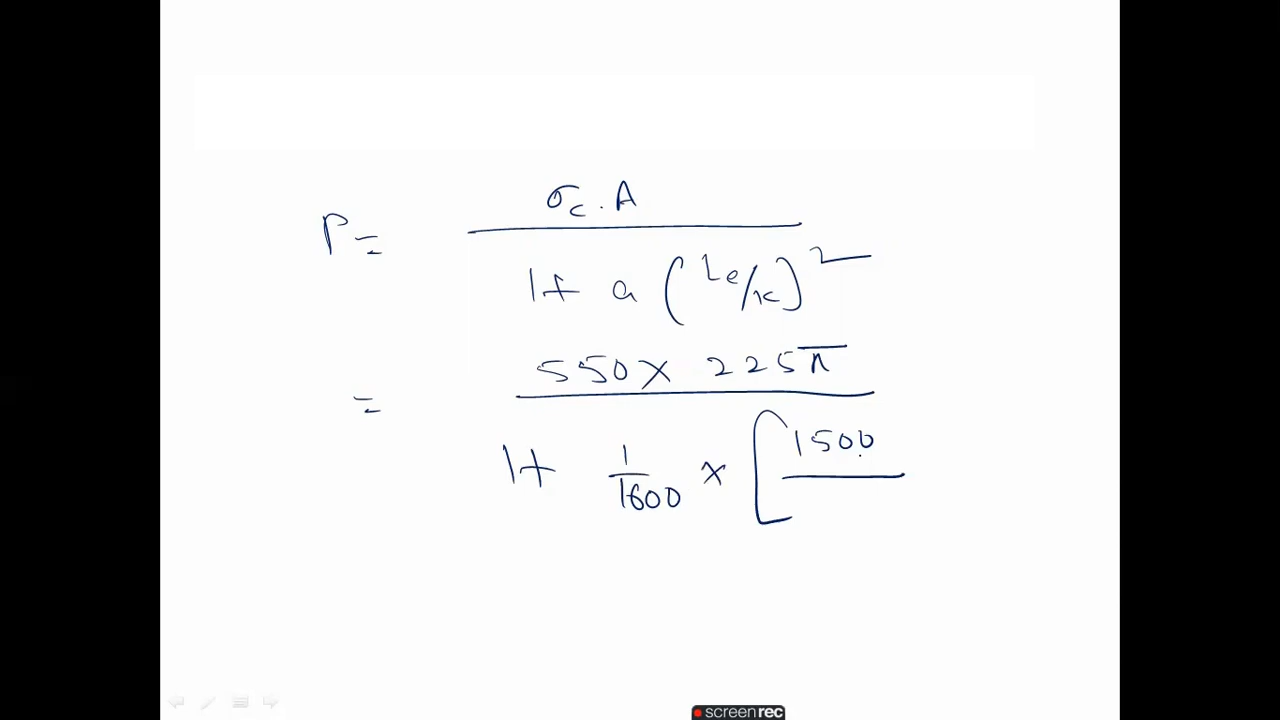 P = σc . A
1 + a (Le/k)²
= 550 × 225π
1 + 1/1600 × [1500
screenrec